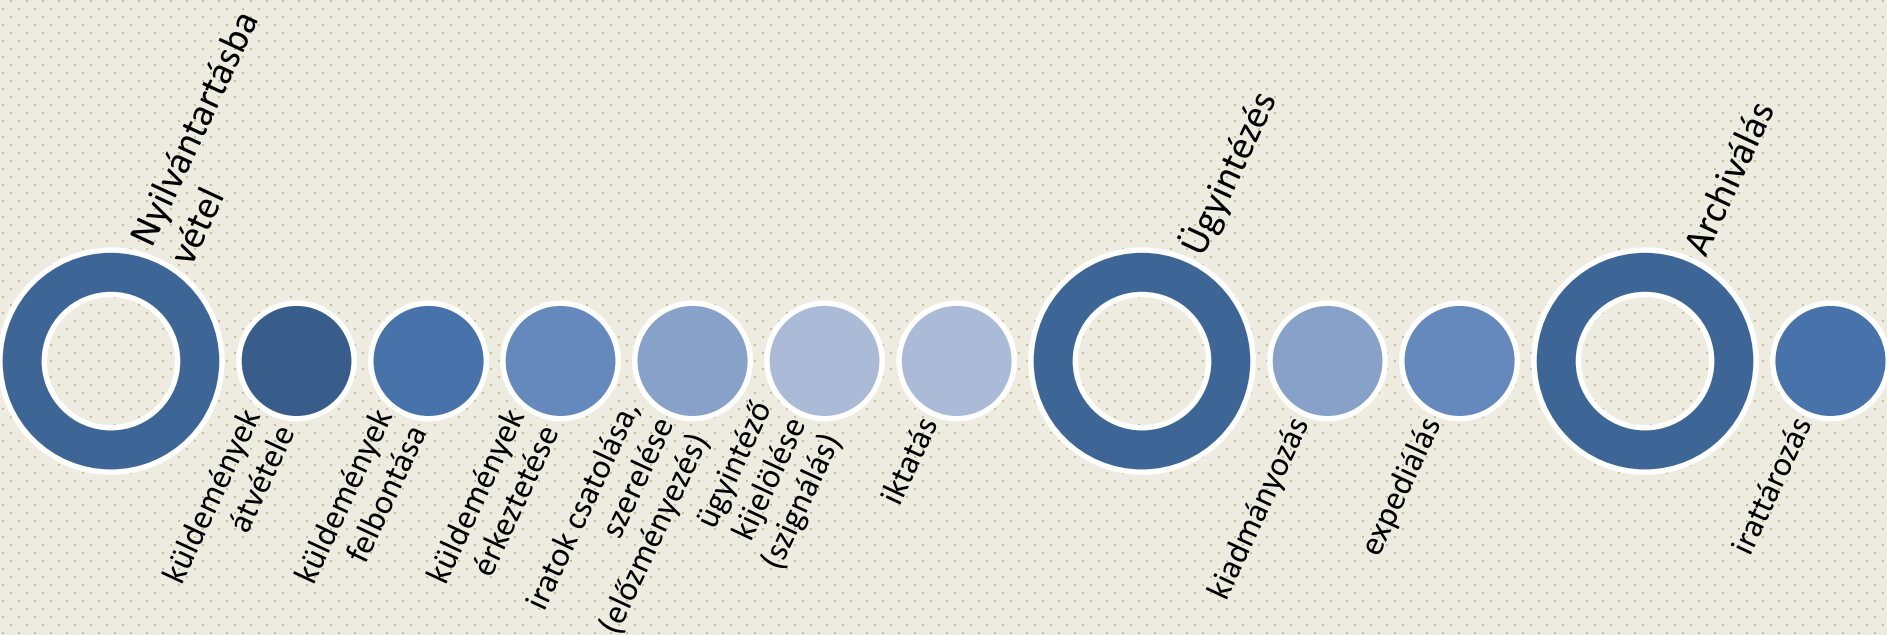 Nyilvántartásba
vétel
küldemények
átvétele
küldemények
felbontása
küldemények
érkeztetése
iratok csatolása,
szerelése
(előzményezés)
ügyintéző
kijelölése
(szignálás)
iktatás
Ügyintézés
kiadmányozás
expediálás
Archiválás
irattározás